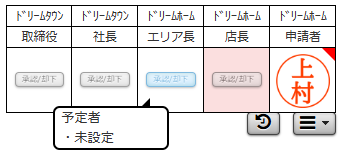 ﾄﾞﾘｰﾑﾀｳﾝ ﾄﾞﾘｰﾑﾀｳﾝ ﾄﾞﾘｰﾑﾎｰﾑ ﾄﾞﾘｰﾑﾎｰﾑ ﾄﾞﾘｰﾑﾎｰﾑ
取締役 社長 エリア長 店長 申請者
承認/却下 承認/却下 承認/却下 承認/却下 上村
予定者
・未設定